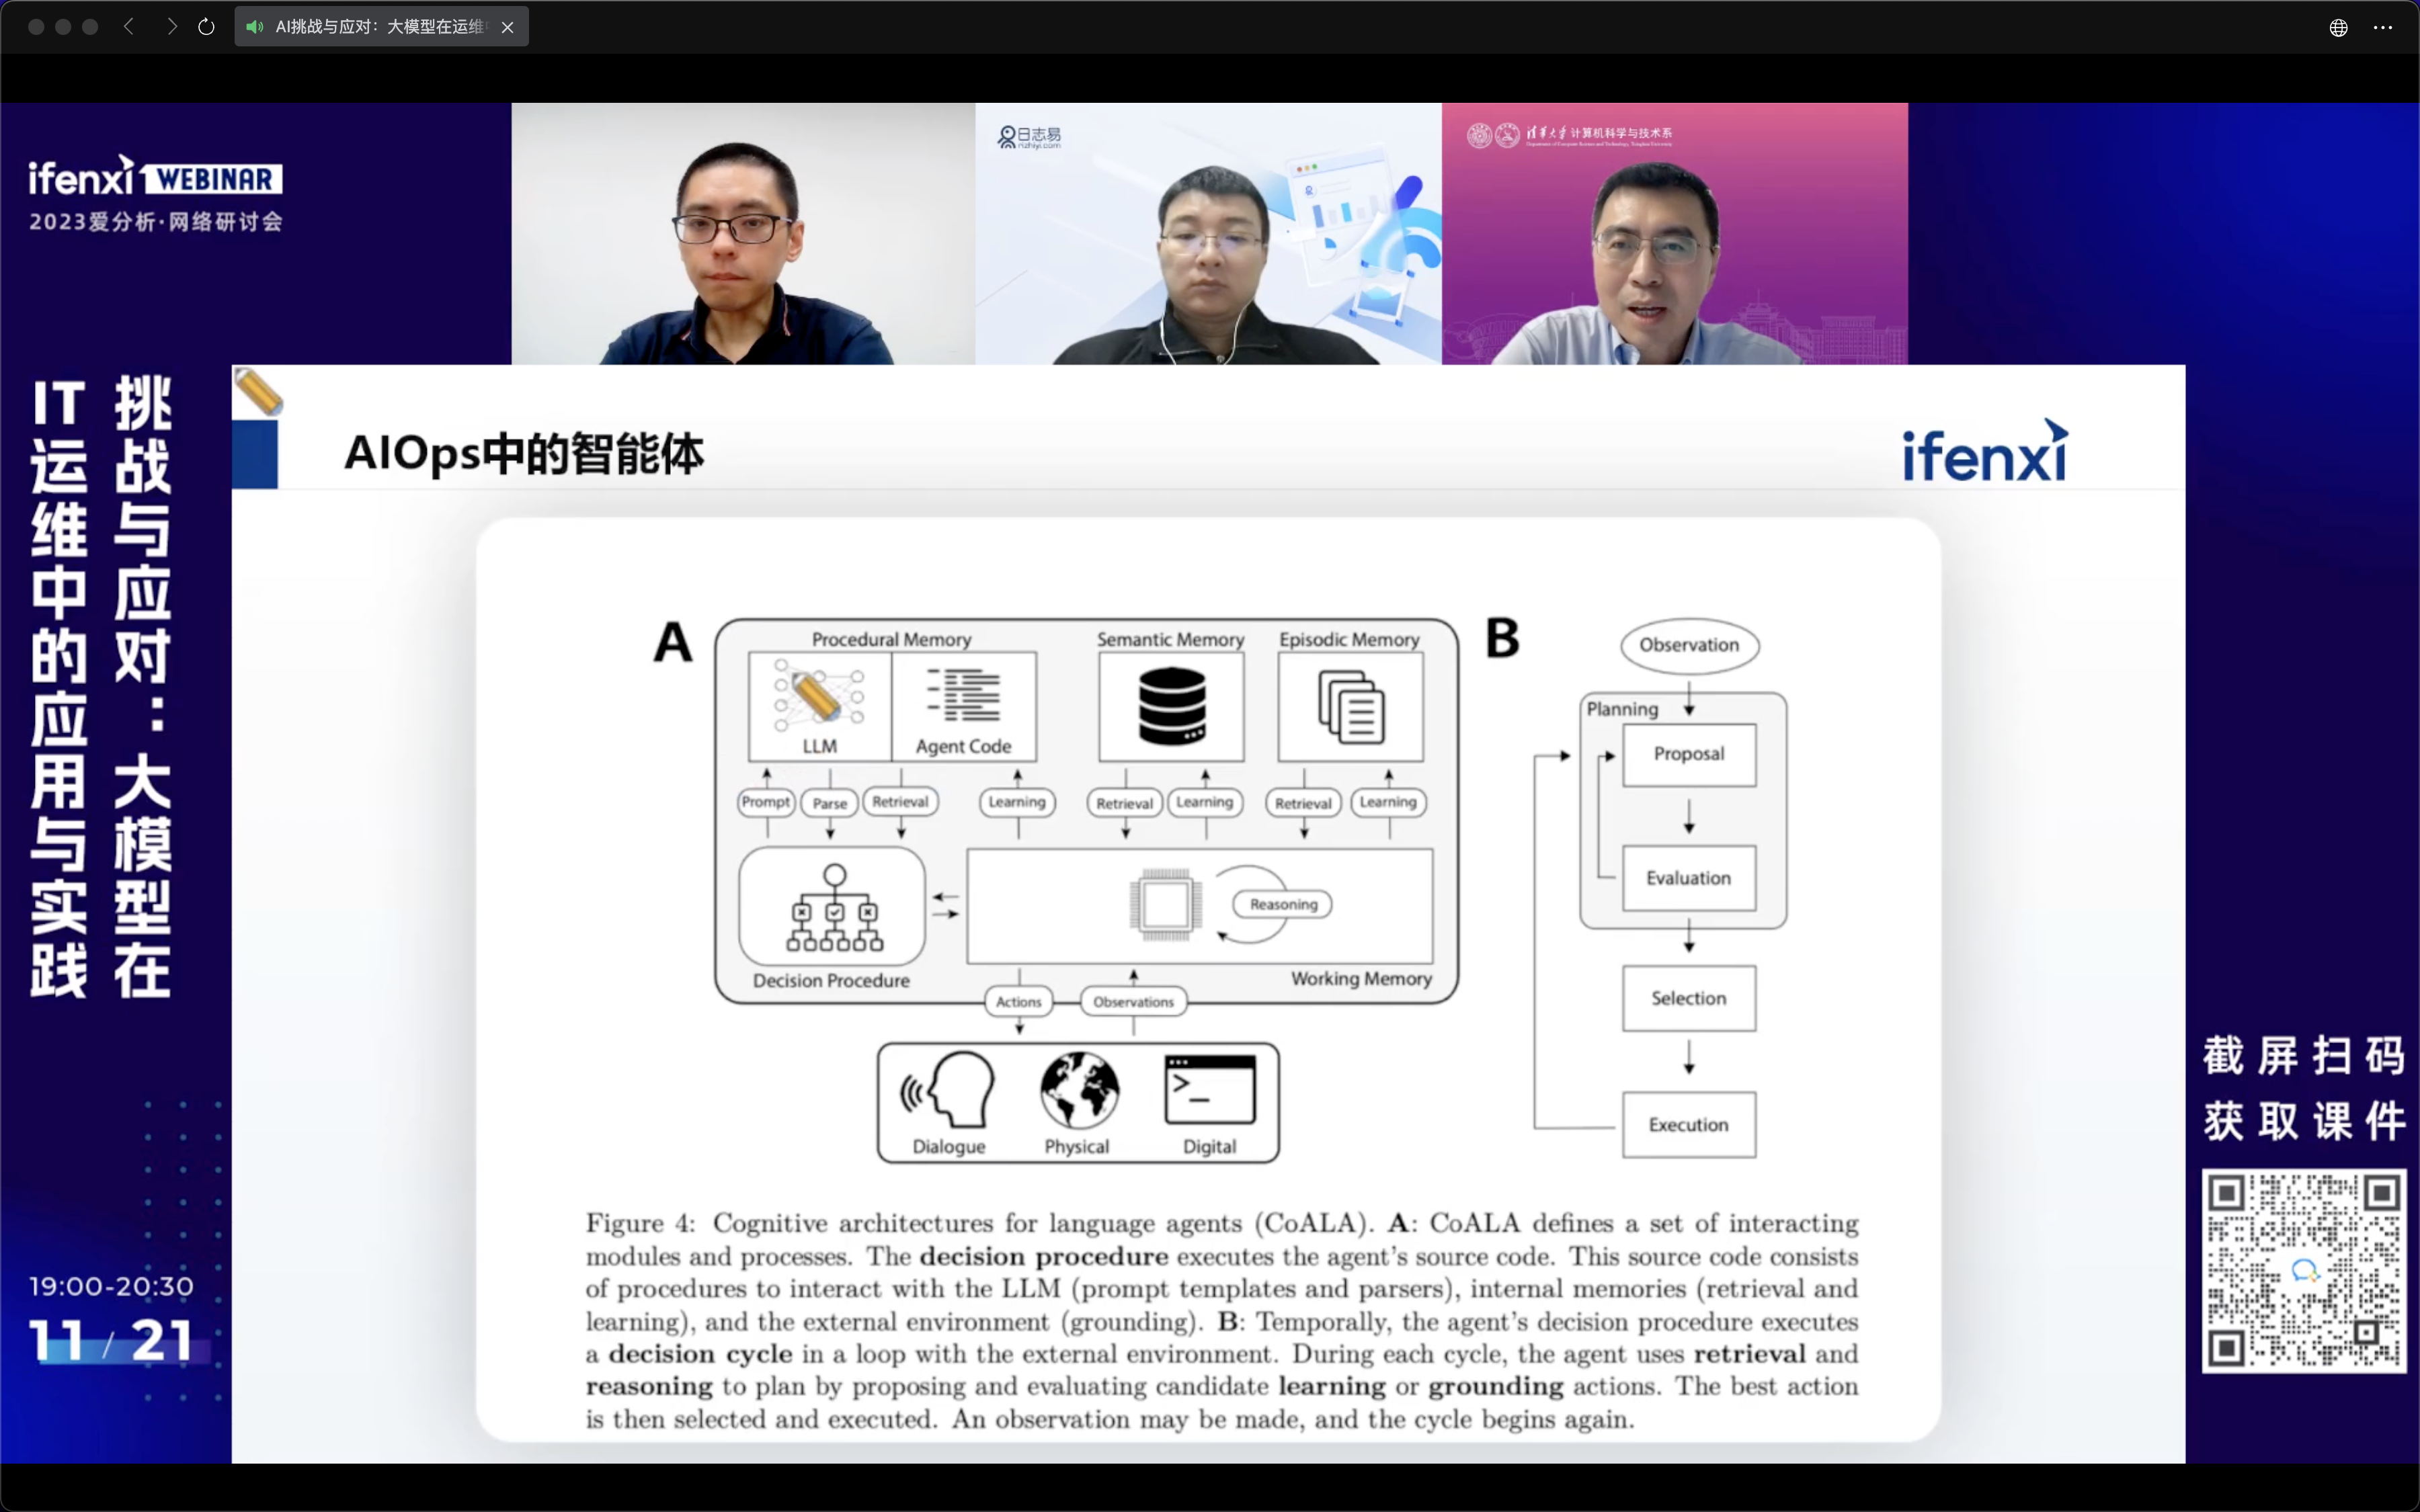 AI挑战与应对：大模型在运维
ifenxi WEBINAR
2023爱分析·网络研讨会
日志易
rizhiyi.com
清华大学 计算机科学与技术系
Department of Computer Science and Technology, Tsinghua University
挑战与应对：大模型在
IT运维中的应用与实践
AIOps中的智能体
ifenxi
A
Procedural Memory
Semantic Memory
Episodic Memory
LLM
Agent Code
Prompt
Parse
Retrieval
Learning
Retrieval
Learning
Retrieval
Learning
Reasoning
Decision Procedure
Working Memory
Actions
Observations
Dialogue
Physical
Digital
B
Observation
Planning
Proposal
Evaluation
Selection
Execution
Figure 4: Cognitive architectures for language agents (CoALA). A: CoALA defines a set of interacting
modules and processes. The decision procedure executes the agent's source code. This source code consists
of procedures to interact with the LLM (prompt templates and parsers), internal memories (retrieval and
learning), and the external environment (grounding). B: Temporally, the agent's decision procedure executes
a decision cycle in a loop with the external environment. During each cycle, the agent uses retrieval and
reasoning to plan by proposing and evaluating candidate learning or grounding actions. The best action
is then selected and executed. An observation may be made, and the cycle begins again.
19:00-20:30
11 / 21
截屏扫码
获取课件